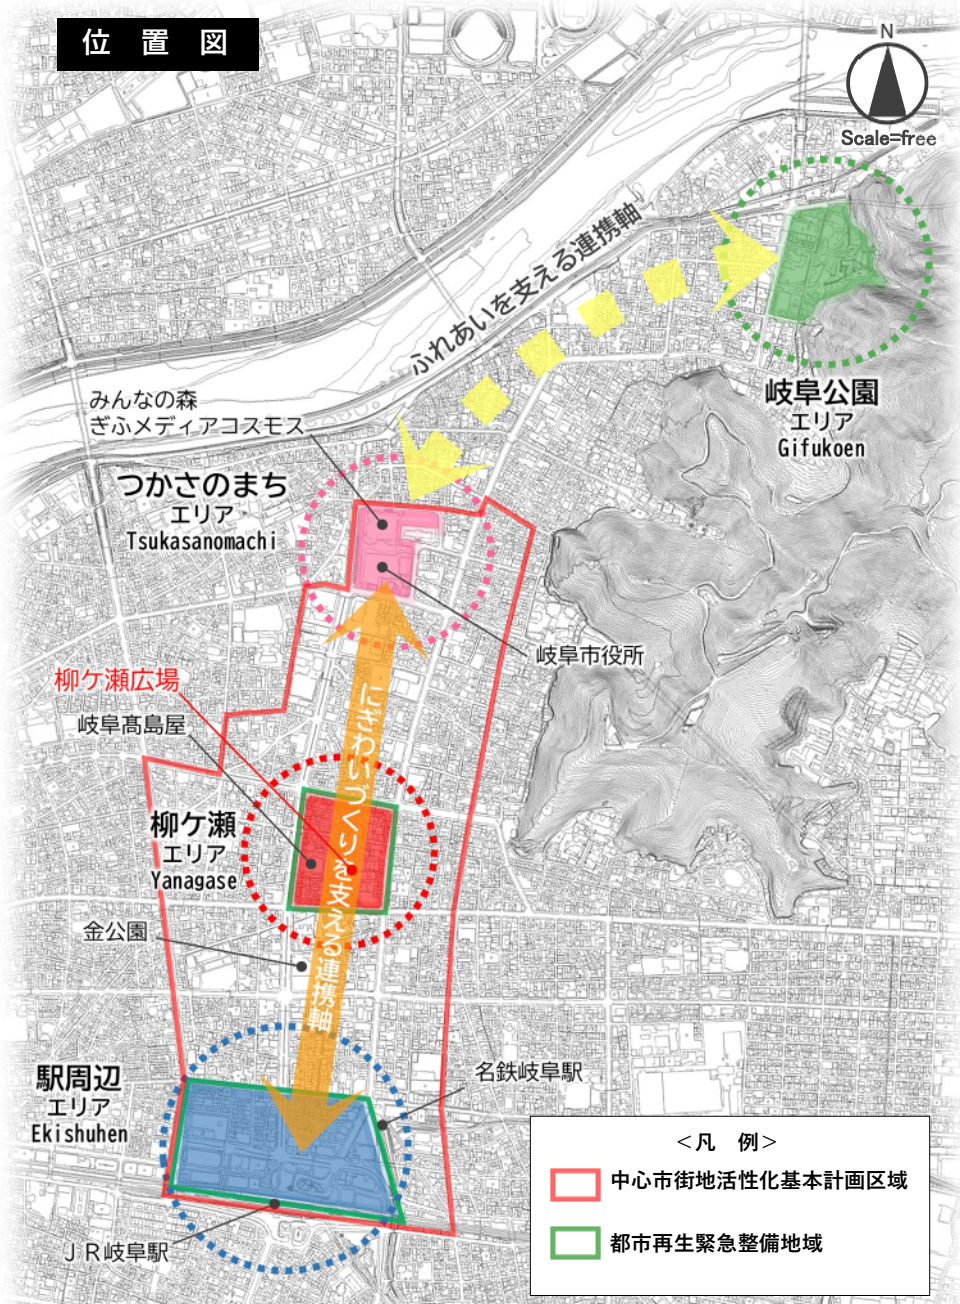 位 置 図
N
Scale=free
ふれあいを支える連携軸
岐阜公園
エリア
Gifukoen
みんなの森
ぎふメディアコスモス
つかさのまち
エリア
Tsukasanomachi
岐阜市役所
柳ケ瀬広場
岐阜髙島屋
にぎわいづくりを支える連携軸
柳ケ瀬
エリア
Yanagase
金公園
駅周辺
エリア
Ekishuhen
名鉄岐阜駅
ＪＲ岐阜駅
＜凡 例＞
中心市街地活性化基本計画区域
都市再生緊急整備地域